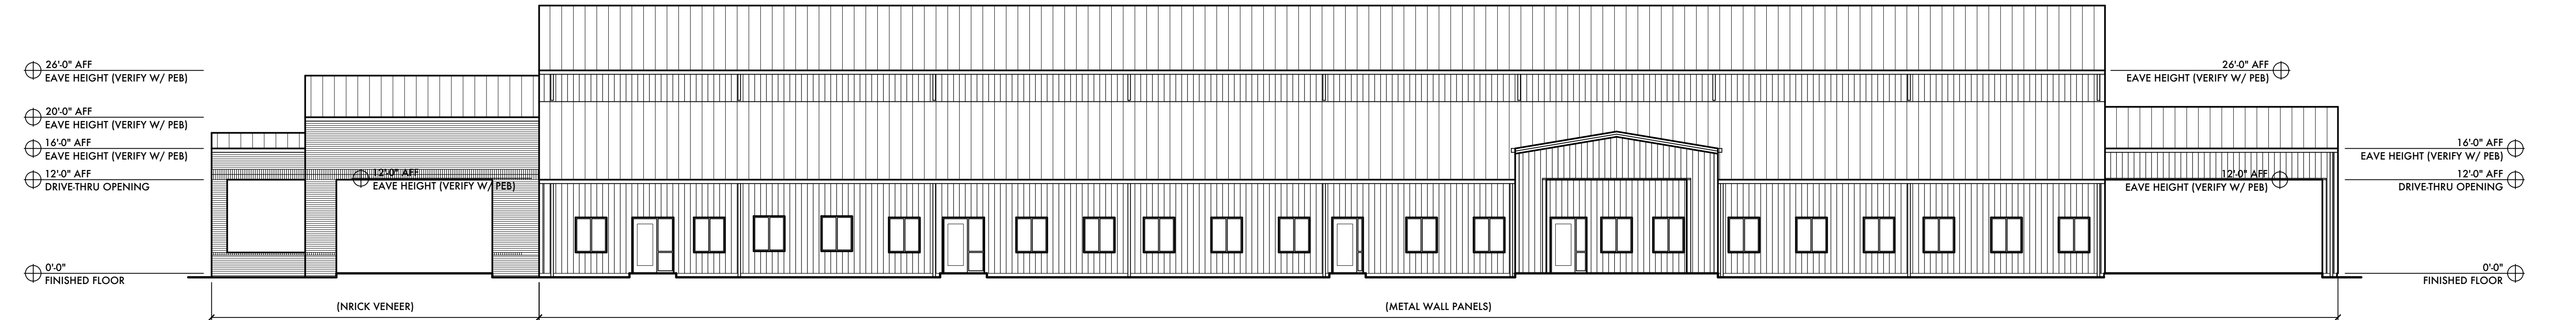 26'-0" AFF
EAVE HEIGHT (VERIFY W/ PEB)
20'-0" AFF
EAVE HEIGHT (VERIFY W/ PEB)
16'-0" AFF
EAVE HEIGHT (VERIFY W/ PEB)
12'-0" AFF
DRIVE-THRU OPENING
0'-0"
FINISHED FLOOR
12'-0" AFF
EAVE HEIGHT (VERIFY W/ PEB)
26'-0" AFF
EAVE HEIGHT (VERIFY W/ PEB)
12'-0" AFF
EAVE HEIGHT (VERIFY W/ PEB)
16'-0" AFF
EAVE HEIGHT (VERIFY W/ PEB)
12'-0" AFF
DRIVE-THRU OPENING
0'-0"
FINISHED FLOOR
(NRICK VENEER)
(METAL WALL PANELS)